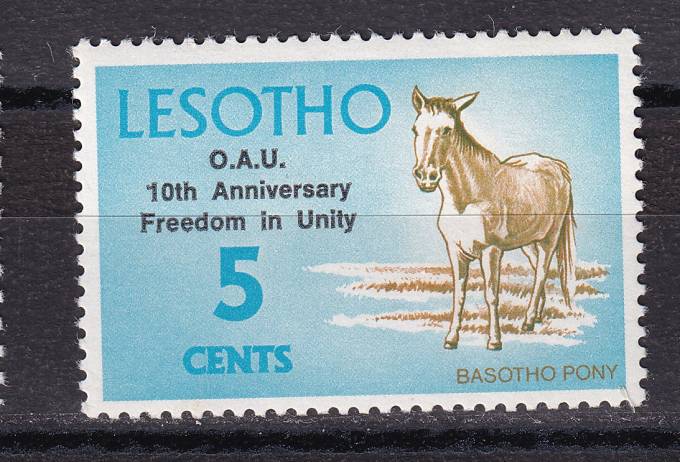 LESOTHO
O.A.U.
10th Anniversary
Freedom in Unity
5
CENTS
BASOTHO PONY